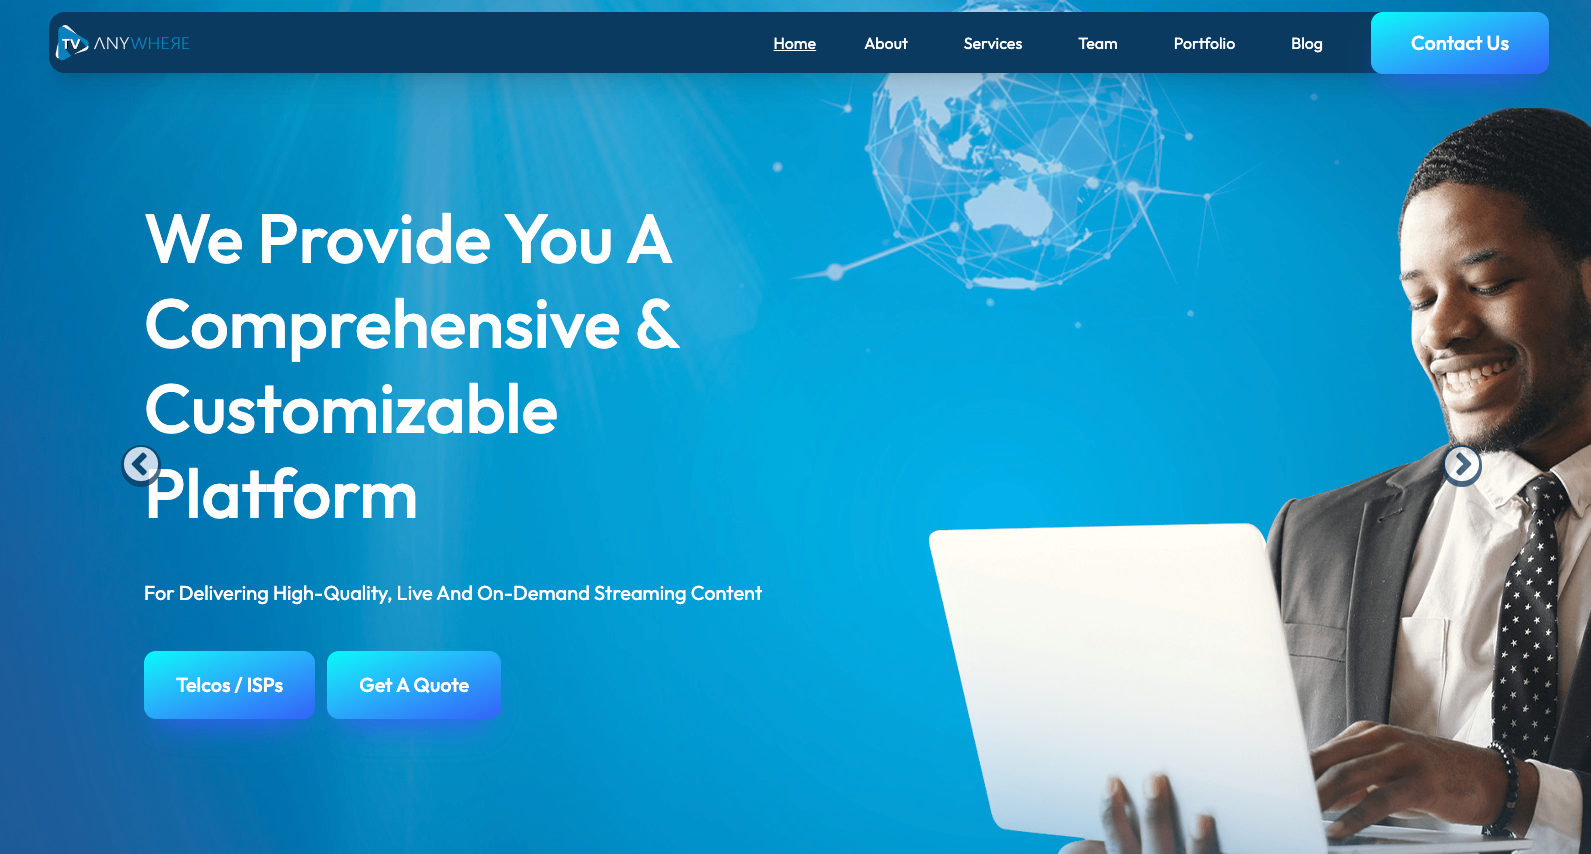 TV ANYWHERE
Home About Services Team Portfolio Blog Contact Us
We Provide You A
Comprehensive &
Customizable
Platform
For Delivering High-Quality, Live And On-Demand Streaming Content
Telcos / ISPs Get A Quote